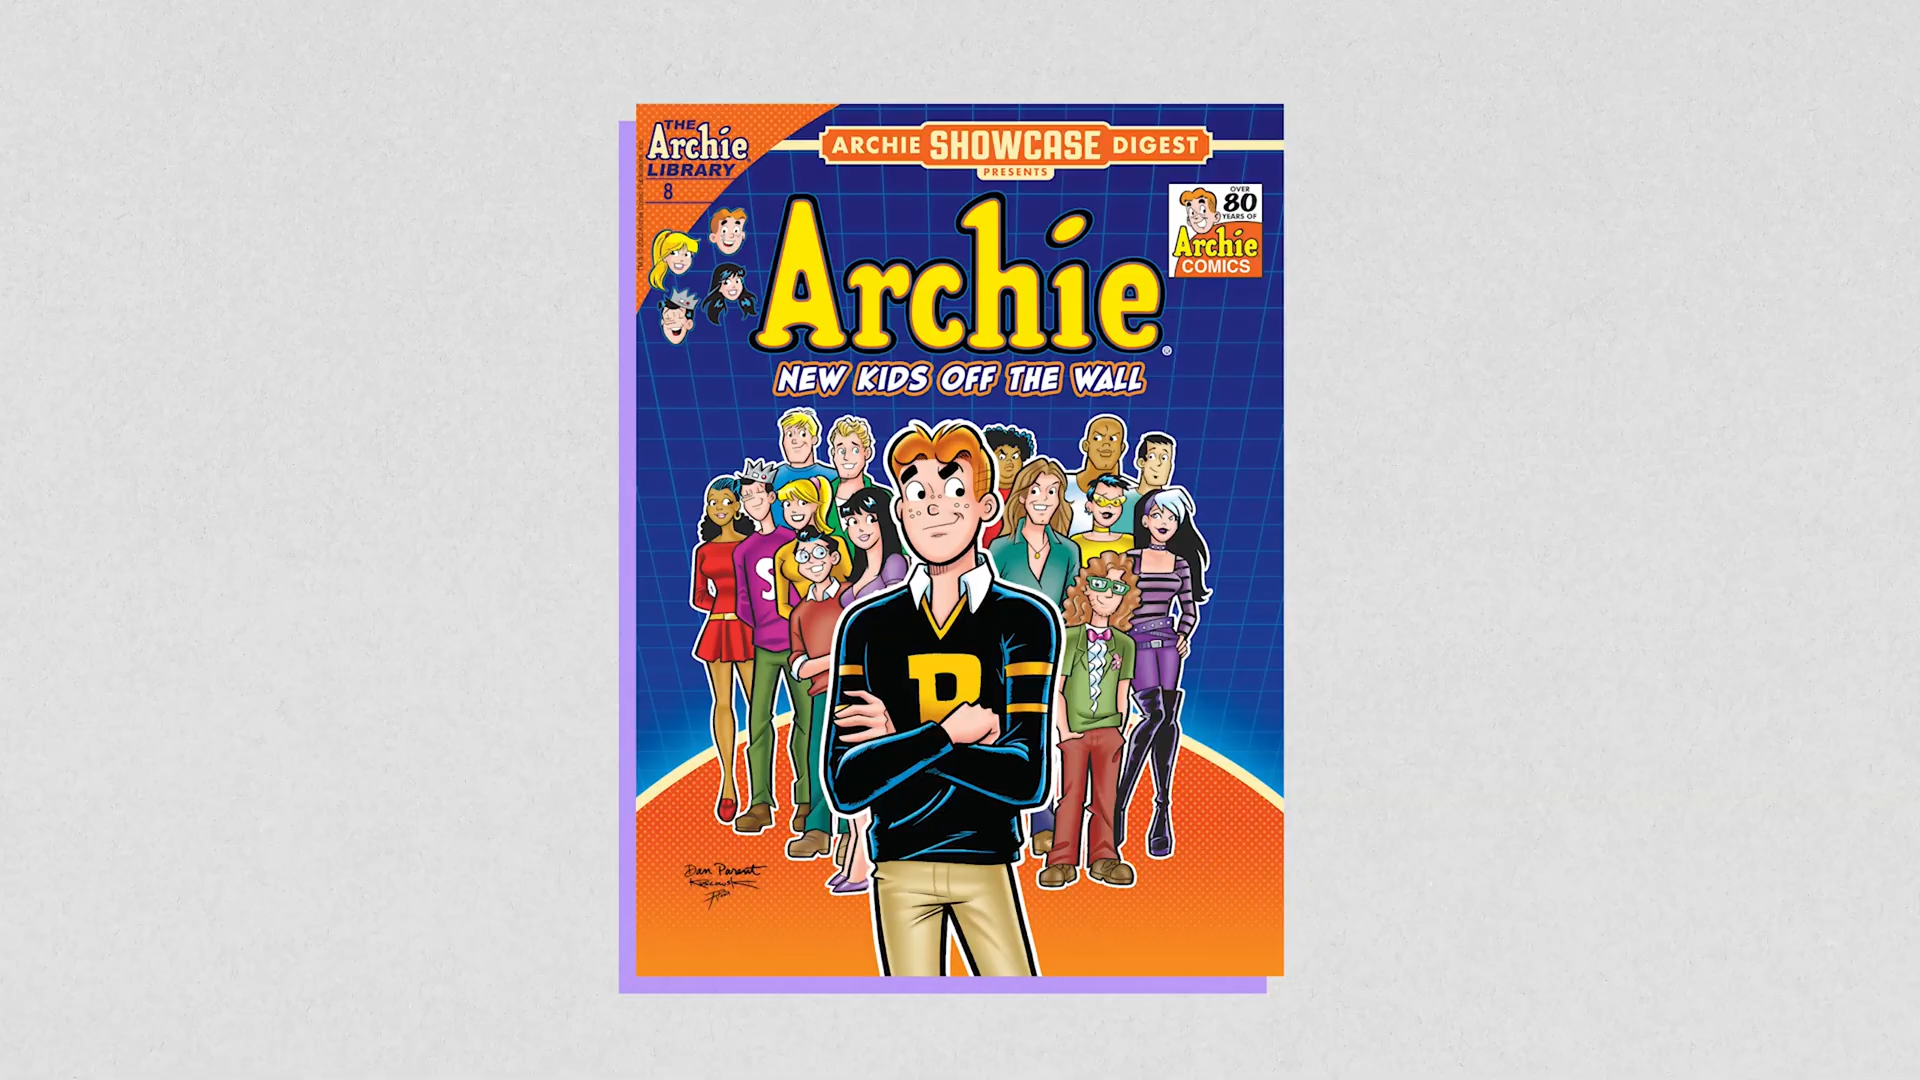 THE
Archie
LIBRARY
8
ARCHIE SHOWCASE DIGEST
PRESENTS
OVER
80
YEARS OF
Archie
COMICS
Archie®
NEW KIDS OFF THE WALL
S
R
Dan Parent